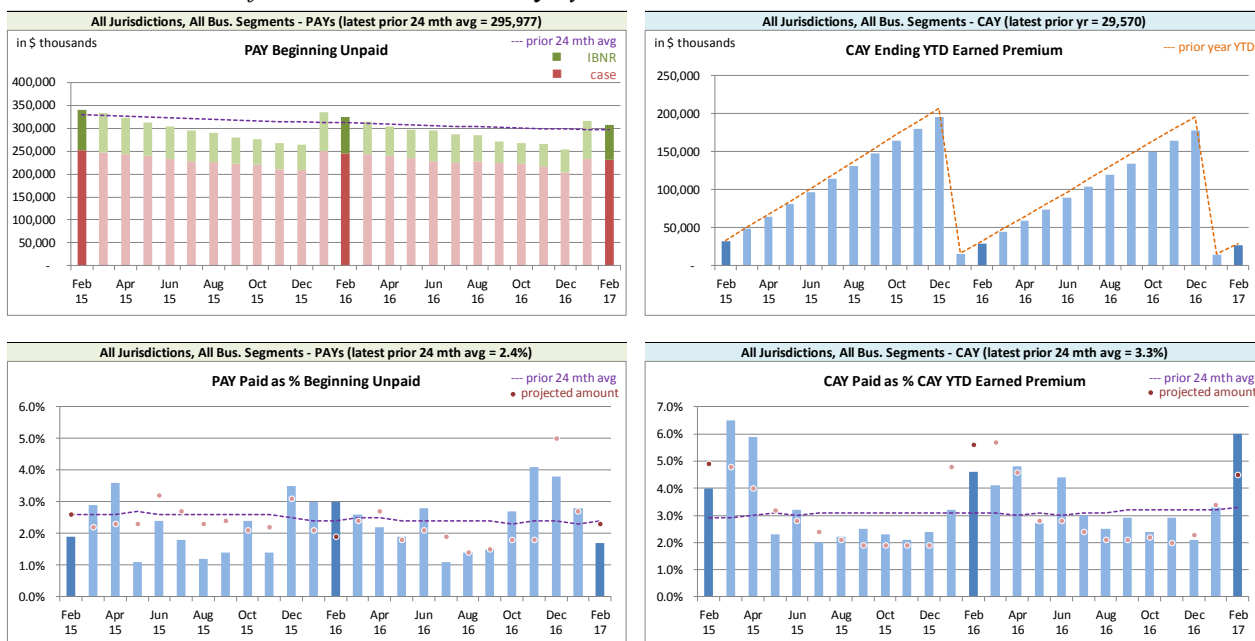 All Jurisdictions, All Bus. Segments - PAYs (latest prior 24 mth avg = 295,977)
in $ thousands
PAY Beginning Unpaid
--- prior 24 mth avg
IBNR
case
400,000
350,000
300,000
250,000
200,000
150,000
100,000
50,000
-
Feb Apr Jun Aug Oct Dec Feb Apr Jun Aug Oct Dec Feb
15 15 15 15 15 15 16 16 16 16 16 16 17
All Jurisdictions, All Bus. Segments - CAY (latest prior yr = 29,570)
in $ thousands
CAY Ending YTD Earned Premium
--- prior year YTD
250,000
200,000
150,000
100,000
50,000
-
Feb Apr Jun Aug Oct Dec Feb Apr Jun Aug Oct Dec Feb
15 15 15 15 15 15 16 16 16 16 16 16 17
All Jurisdictions, All Bus. Segments - PAYs (latest prior 24 mth avg = 2.4%)
PAY Paid as % Beginning Unpaid
--- prior 24 mth avg
• projected amount
6.0%
5.0%
4.0%
3.0%
2.0%
1.0%
0.0%
Feb Apr Jun Aug Oct Dec Feb Apr Jun Aug Oct Dec Feb
15 15 15 15 15 15 16 16 16 16 16 16 17
All Jurisdictions, All Bus. Segments - CAY (latest prior 24 mth avg = 3.3%)
CAY Paid as % CAY YTD Earned Premium
--- prior 24 mth avg
• projected amount
7.0%
6.0%
5.0%
4.0%
3.0%
2.0%
1.0%
0.0%
Feb Apr Jun Aug Oct Dec Feb Apr Jun Aug Oct Dec Feb
15 15 15 15 15 15 16 16 16 16 16 16 17